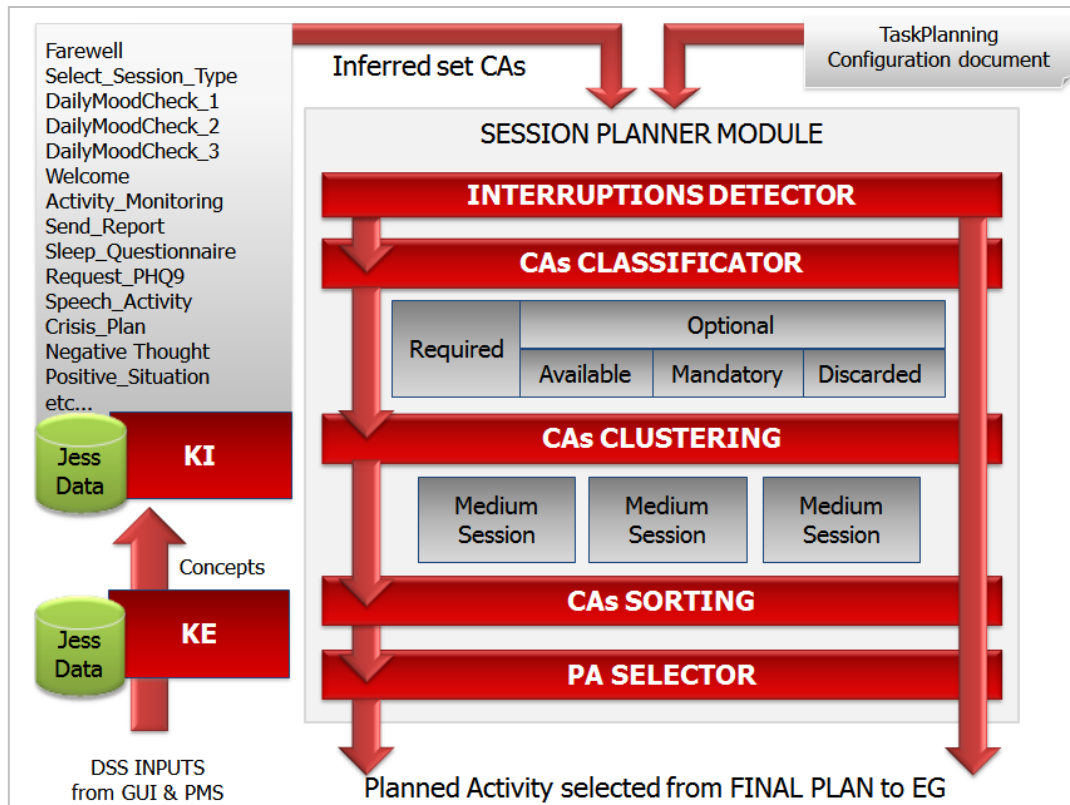 Farewell
Select_Session_Type
DailyMoodCheck_1
DailyMoodCheck_2
DailyMoodCheck_3
Welcome
Activity_Monitoring
Send_Report
Sleep_Questionnaire
Request_PHQ9
Speech_Activity
Crisis_Plan
Negative Thought
Positive_Situation
etc...
Jess
Data
KI
Concepts
Jess
Data
KE
DSS INPUTS
from GUI & PMS
Inferred set CAs
TaskPlanning
Configuration document
SESSION PLANNER MODULE
INTERRUPTIONS DETECTOR
CAs CLASSIFICATOR
Required
Optional
Available
Mandatory
Discarded
CAs CLUSTERING
Medium
Session
Medium
Session
Medium
Session
CAs SORTING
PA SELECTOR
Planned Activity selected from FINAL PLAN to EG